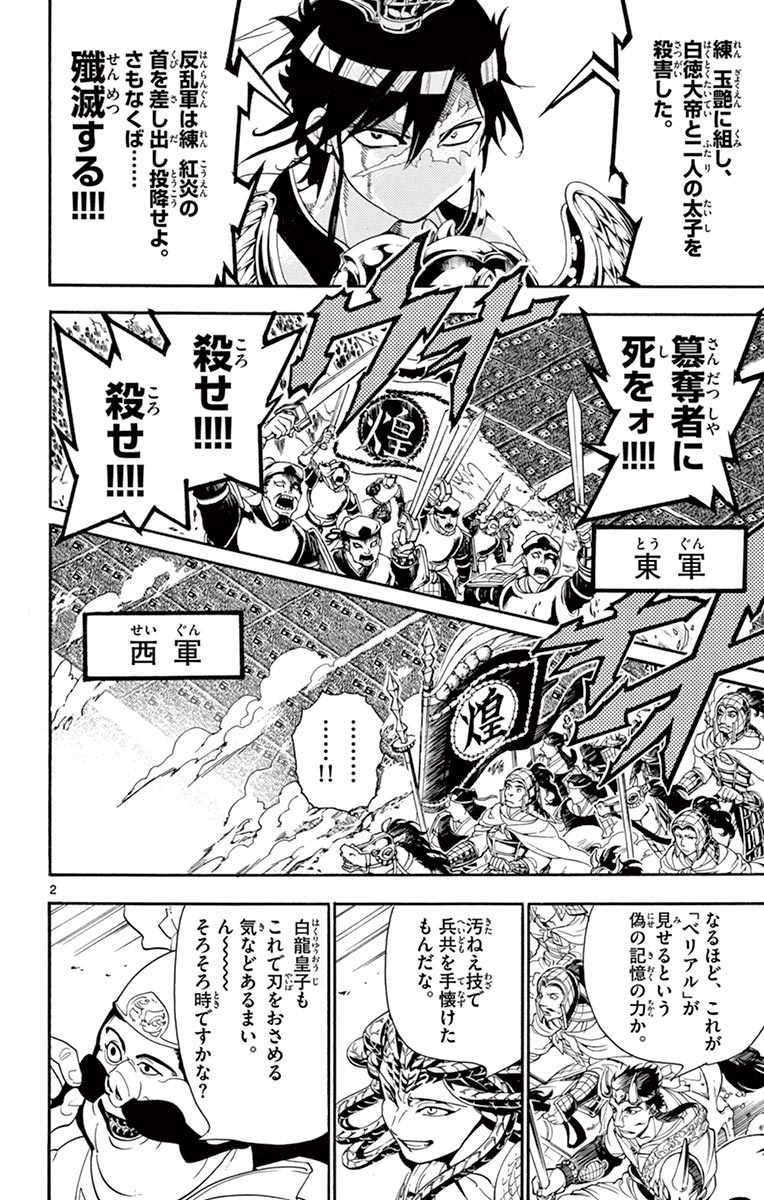 練 玉艶に組し、
白徳大帝と二人の太子を
殺害した。
反乱軍は練 紅炎の
首を差し出し投降せよ。
さもなくば……
殲滅する!!!!
ウオ
簒奪者に
死をォ!!!!
殺せ!!!!
殺せ!!!!
東軍
オオ
西軍
煌
煌
………
……!!
2
なるほど、これが
「ベリアル」が
見せるという
偽の記憶の力か。
汚ねえ技で
兵共を手懐けた
もんだな。
白龍皇子も
これで刃をおさめる
気などあるまい。
ん〜〜〜〜
そろそろ時ですかな？